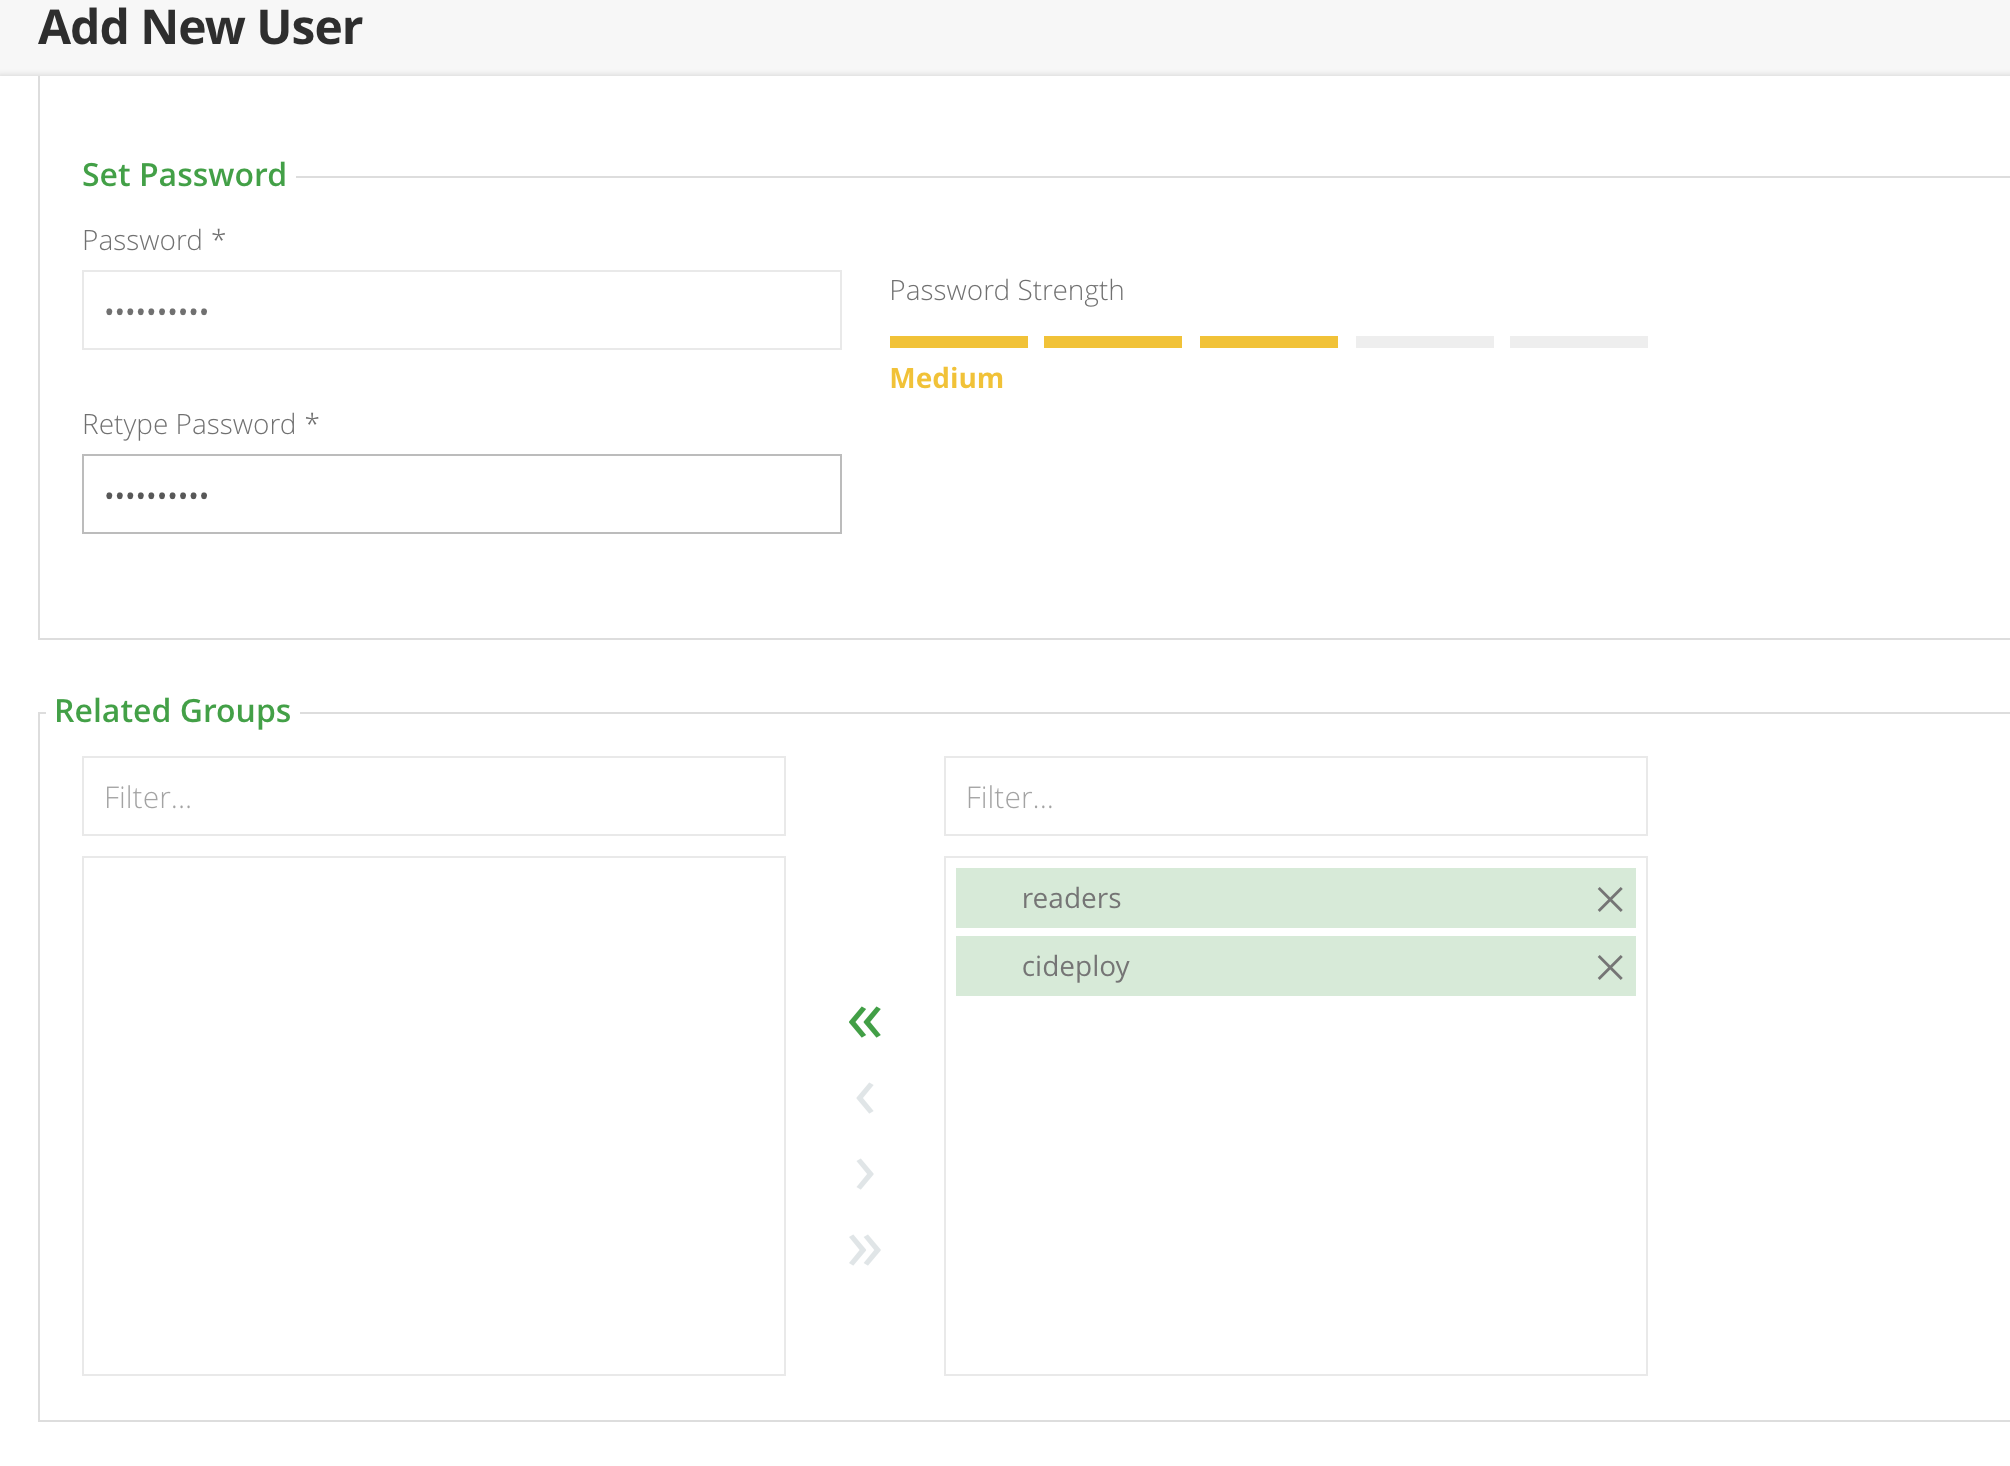 Add New User
Set Password
Password *
••••••••••
Password Strength
Medium
Retype Password *
••••••••••
Related Groups
Filter...
Filter...
readers
cideploy